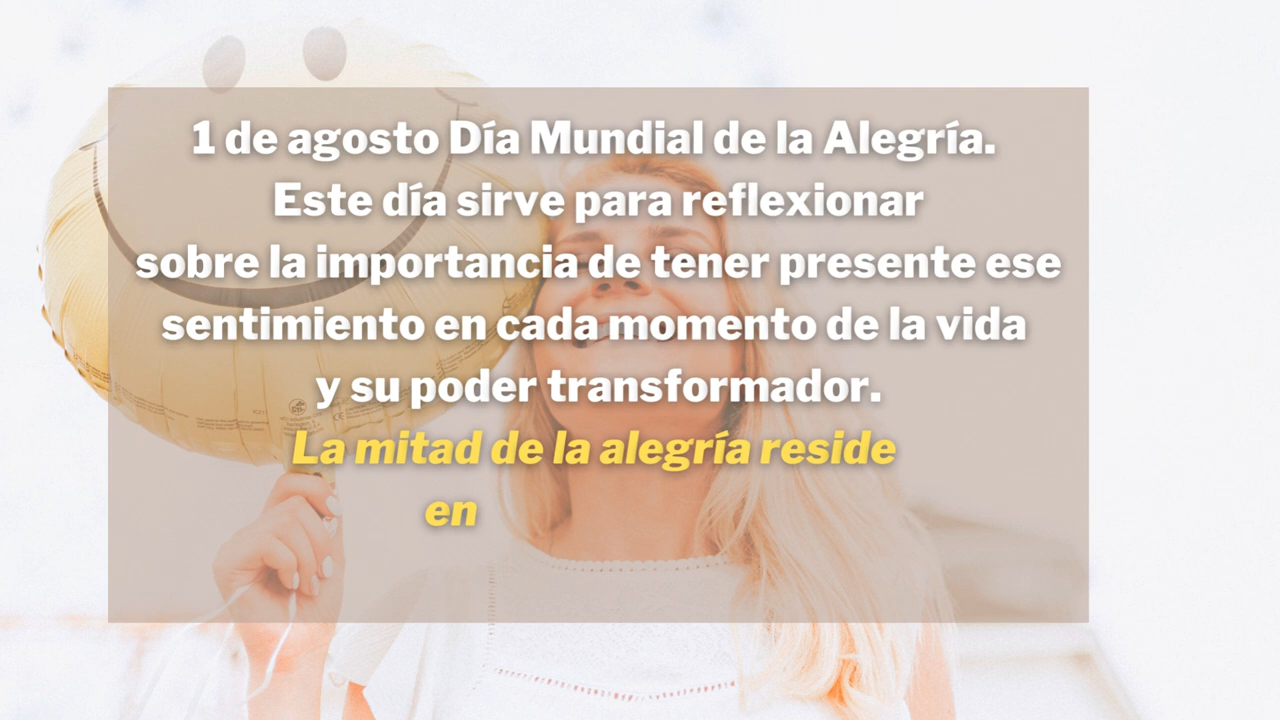 1 de agosto Día Mundial de la Alegría.
Este día sirve para reflexionar
sobre la importancia de tener presente ese
sentimiento en cada momento de la vida
y su poder transformador.
La mitad de la alegría reside
en